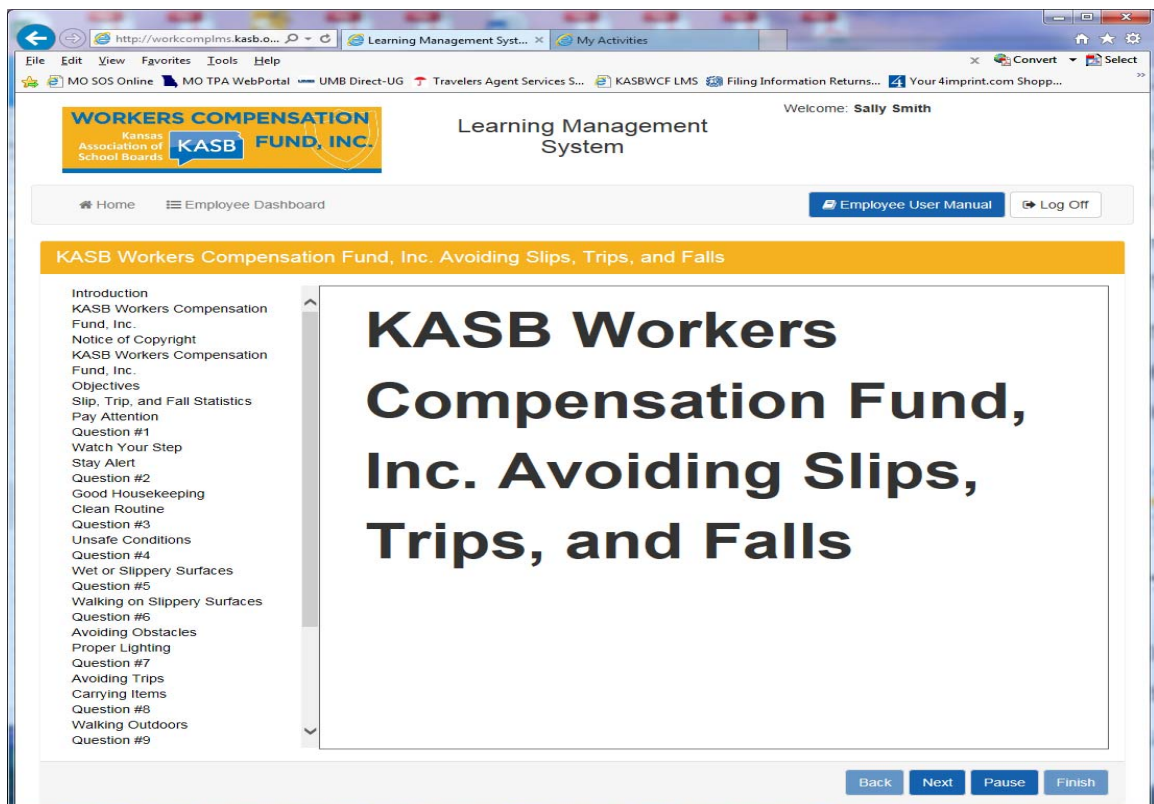 http://workcomplms.kasb.o...
Learning Management Syst...
My Activities
File Edit View Favorites Tools Help
Convert Select
MO SOS Online MO TPA WebPortal UMB Direct-UG Travelers Agent Services S... KASBWCF LMS Filing Information Returns... Your 4imprint.com Shopp...
WORKERS COMPENSATION
FUND, INC.
Kansas
Association of
School Boards
KASB
Learning Management
System
Welcome: Sally Smith
Home Employee Dashboard
Employee User Manual Log Off
KASB Workers Compensation Fund, Inc. Avoiding Slips, Trips, and Falls
Introduction
KASB Workers Compensation
Fund, Inc.
Notice of Copyright
KASB Workers Compensation
Fund, Inc.
Objectives
Slip, Trip, and Fall Statistics
Pay Attention
Question #1
Watch Your Step
Stay Alert
Question #2
Good Housekeeping
Clean Routine
Question #3
Unsafe Conditions
Question #4
Wet or Slippery Surfaces
Question #5
Walking on Slippery Surfaces
Question #6
Avoiding Obstacles
Proper Lighting
Question #7
Avoiding Trips
Carrying Items
Question #8
Walking Outdoors
Question #9
KASB Workers
Compensation Fund,
Inc. Avoiding Slips,
Trips, and Falls
Back Next Pause Finish